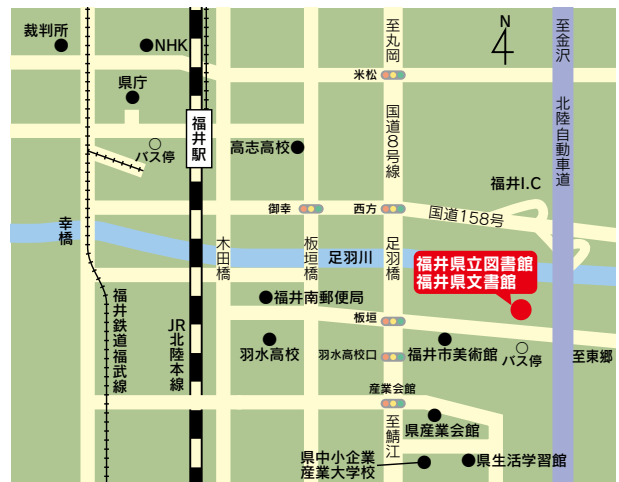 裁判所
NHK
県庁
バス停
福井駅
高志高校
至丸岡
米松
国道8号線
N
至金沢
北陸自動車道
福井I.C
御幸
西方
国道158号
幸橋
木田橋
板垣橋
足羽川
足羽橋
福井県立図書館
福井県文書館
福井南郵便局
板垣
羽水高校
羽水高校口
福井市美術館
バス停
至東郷
福井鉄道福武線
JR北陸本線
産業会館
至鯖江
県産業会館
県中小企業
産業大学校
県生活学習館